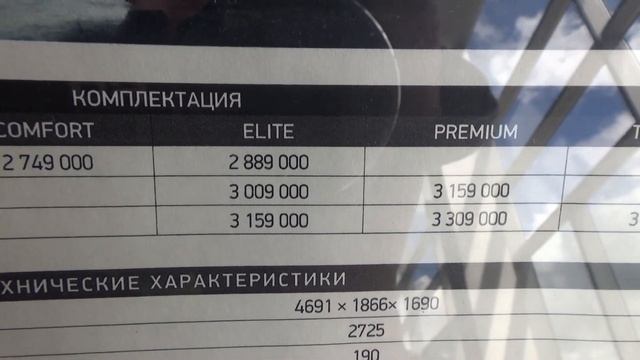 КОМПЛЕКТАЦИЯ
COMFORT ELITE PREMIUM
2 749 000 2 889 000
3 009 000 3 159 000
3 159 000 3 309 000 3
ХНИЧЕСКИЕ ХАРАКТЕРИСТИКИ
4691 × 1866× 1690
2725
190